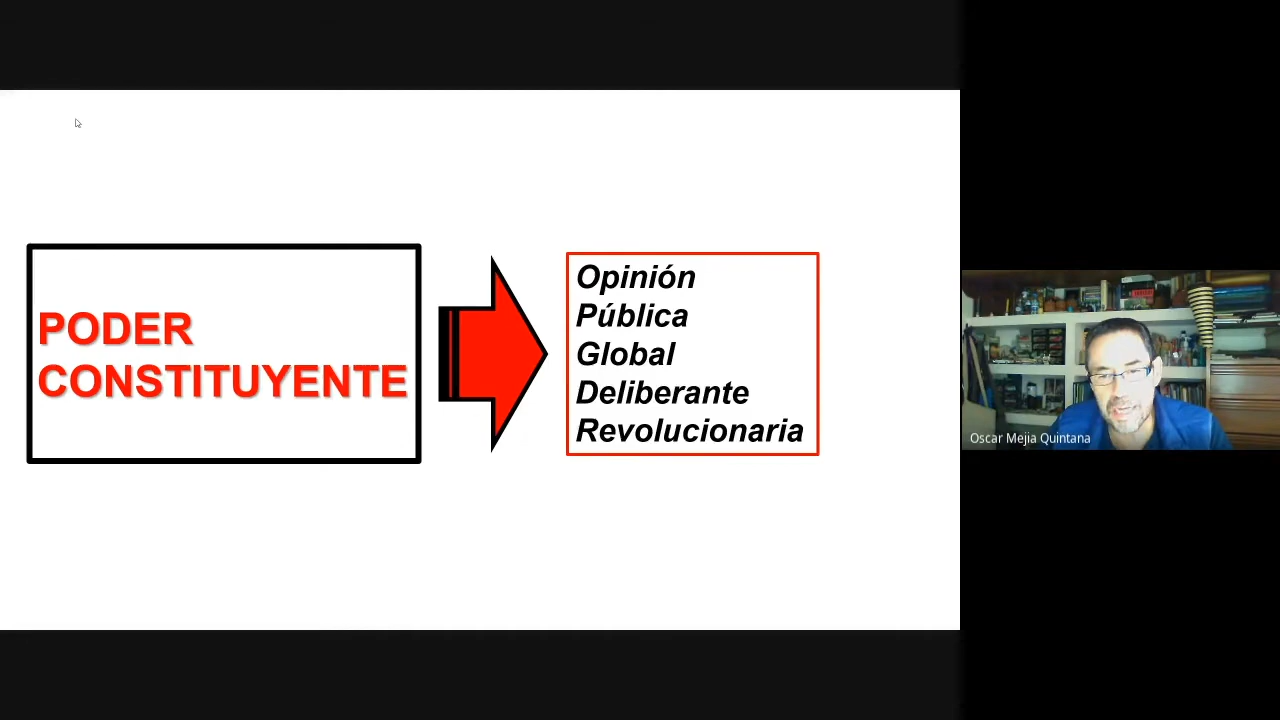 PODER
CONSTITUYENTE
Opinión
Pública
Global
Deliberante
Revolucionaria
Oscar Mejia Quintana